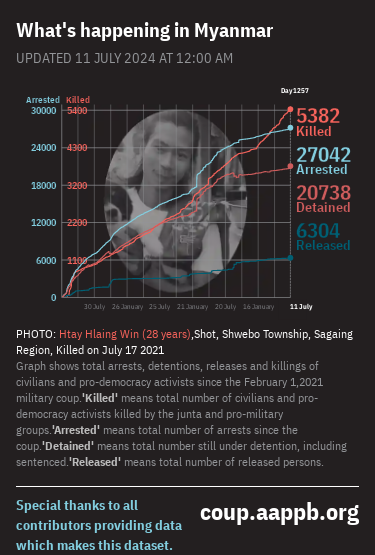 What's happening in Myanmar
UPDATED 11 JULY 2024 AT 12:00 AM
Day1257
Arrested Killed
30000 5400
24000 4300
18000 3200
12000 2200
6000 1100
0
5382
Killed
27042
Arrested
20738
Detained
6304
Released
30 July 26 January 25 July 21 January 20 July 16 January 11 July
PHOTO: Htay Hlaing Win (28 years),Shot, Shwebo Township, Sagaing
Region, Killed on July 17 2021
Graph shows total arrests, detentions, releases and killings of
civilians and pro-democracy activists since the February 1,2021
military coup.'Killed' means total number of civilians and pro-
democracy activists killed by the junta and pro-military
groups.'Arrested' means total number of arrests since the
coup.'Detained' means total number still under detention, including
sentenced.'Released' means total number of released persons.
Special thanks to all
contributors providing data
which makes this dataset.
coup.aappb.org